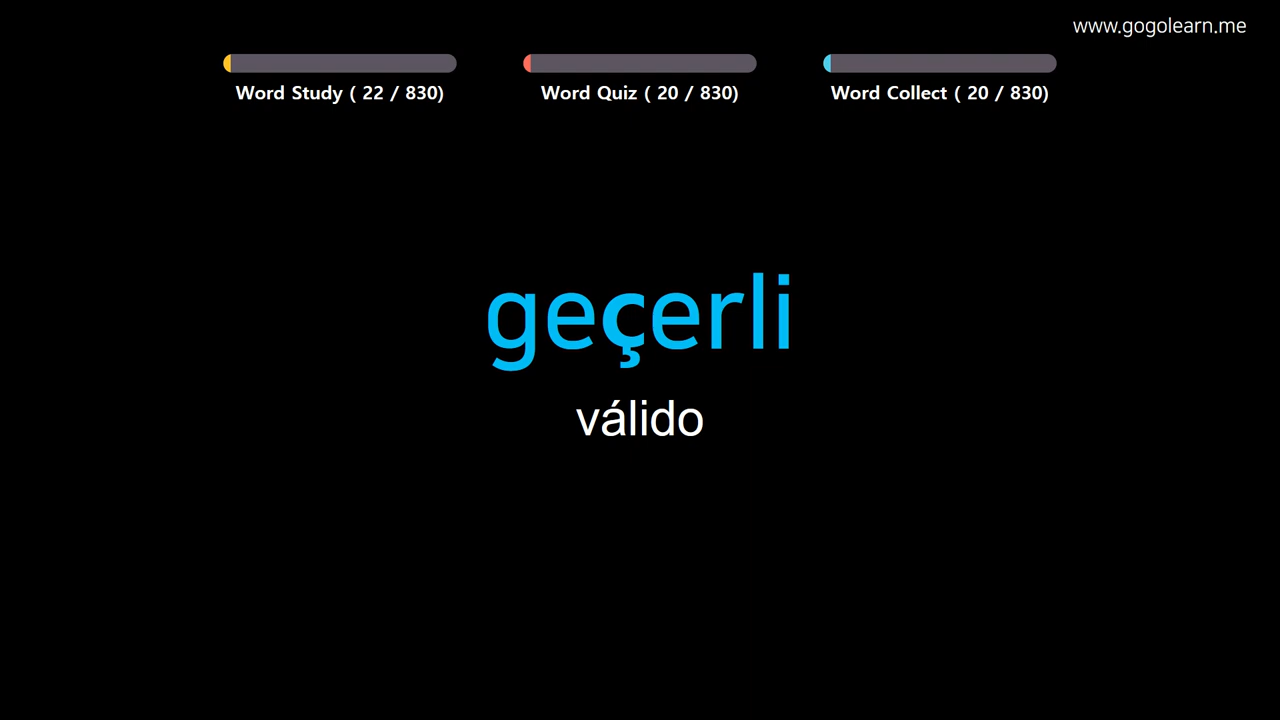 www.gogolearn.me
Word Study ( 22 / 830)
Word Quiz ( 20 / 830)
Word Collect ( 20 / 830)
geçerli
válido